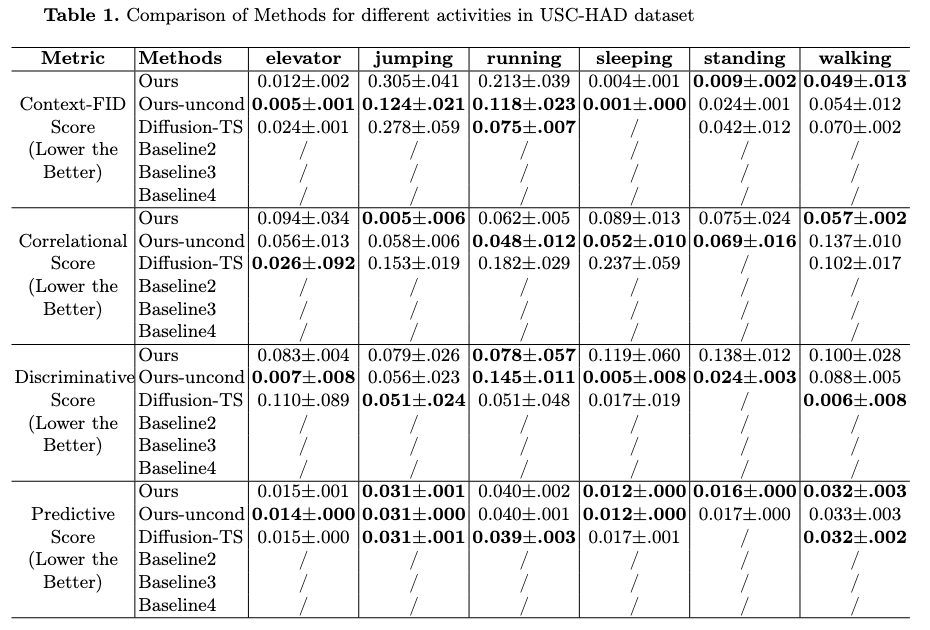 Table 1. Comparison of Methods for different activities in USC-HAD dataset
Metric Methods elevator jumping running sleeping standing walking
Ours 0.012±.002 0.305±.041 0.213±.039 0.004±.001 0.009±.002 0.049±.013
Context-FID Ours-uncond 0.005±.001 0.124±.021 0.118±.023 0.001±.000 0.024±.001 0.054±.012
Score Diffusion-TS 0.024±.001 0.278±.059 0.075±.007 / 0.042±.012 0.070±.002
(Lower the Baseline2 / / / / / /
Better) Baseline3 / / / / / /
Baseline4 / / / / / /
Ours 0.094±.034 0.005±.006 0.062±.005 0.089±.013 0.075±.024 0.057±.002
Correlational Ours-uncond 0.056±.013 0.058±.006 0.048±.012 0.052±.010 0.069±.016 0.137±.010
Score Diffusion-TS 0.026±.092 0.153±.019 0.182±.029 0.237±.059 / 0.102±.017
(Lower the Baseline2 / / / / / /
Better) Baseline3 / / / / / /
Baseline4 / / / / / /
Ours 0.083±.004 0.079±.026 0.078±.057 0.119±.060 0.138±.012 0.100±.028
Discriminative Ours-uncond 0.007±.008 0.056±.023 0.145±.011 0.005±.008 0.024±.003 0.088±.005
Score Diffusion-TS 0.110±.089 0.051±.024 0.051±.048 0.017±.019 / 0.006±.008
(Lower the Baseline2 / / / / / /
Better) Baseline3 / / / / / /
Baseline4 / / / / / /
Ours 0.015±.001 0.031±.001 0.040±.002 0.012±.000 0.016±.000 0.032±.003
Predictive Ours-uncond 0.014±.000 0.031±.000 0.040±.001 0.012±.000 0.017±.000 0.033±.003
Score Diffusion-TS 0.015±.000 0.031±.001 0.039±.003 0.017±.001 / 0.032±.002
(Lower the Baseline2 / / / / / /
Better) Baseline3 / / / / / /
Baseline4 / / / / / /